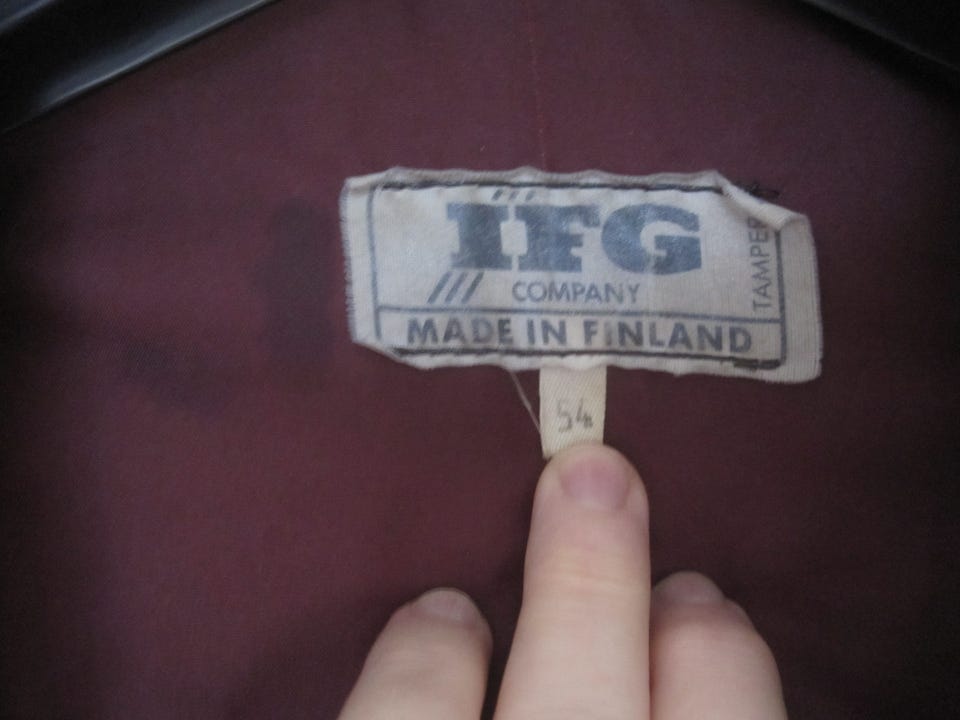 IFG
COMPANY
TAMPER
MADE IN FINLAND
54